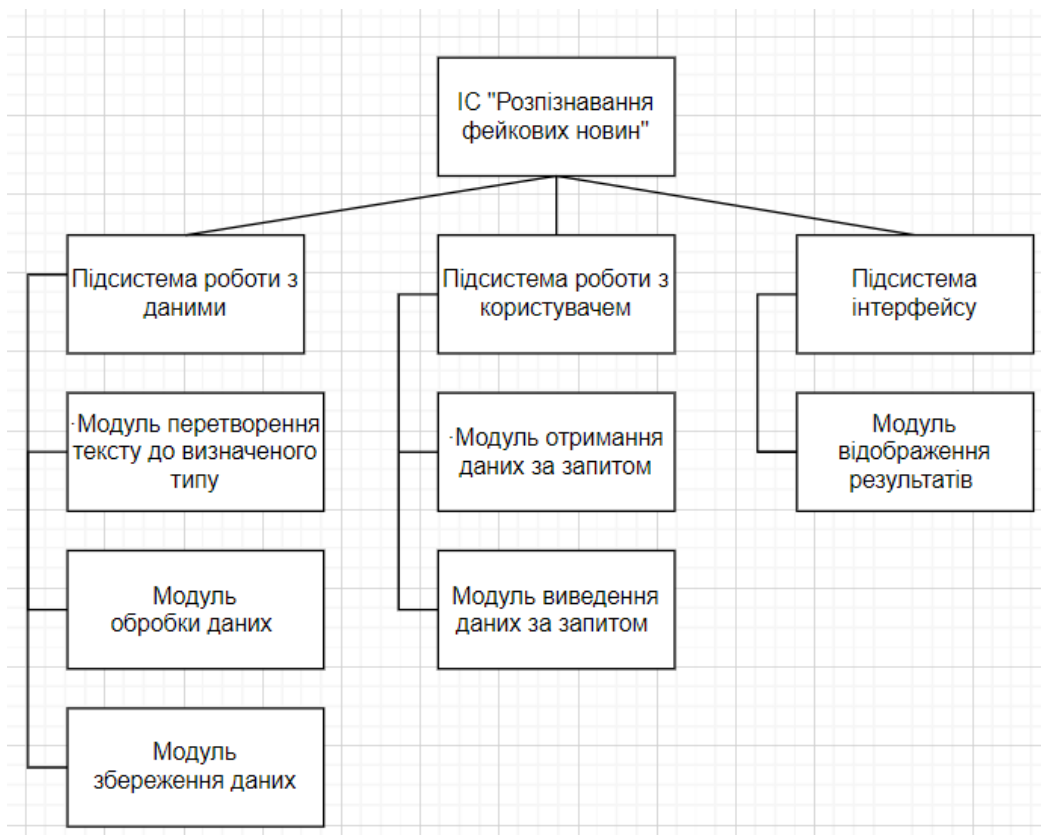 ІС "Розпізнавання
фейкових новин"
Підсистема роботи з
даними
Підсистема роботи з
користувачем
Підсистема
інтерфейсу
·Модуль перетворення
тексту до визначеного
типу
·Модуль отримання
даних за запитом
Модуль
відображення
результатів
Модуль
обробки даних
Модуль виведення
даних за запитом
Модуль
збереження даних